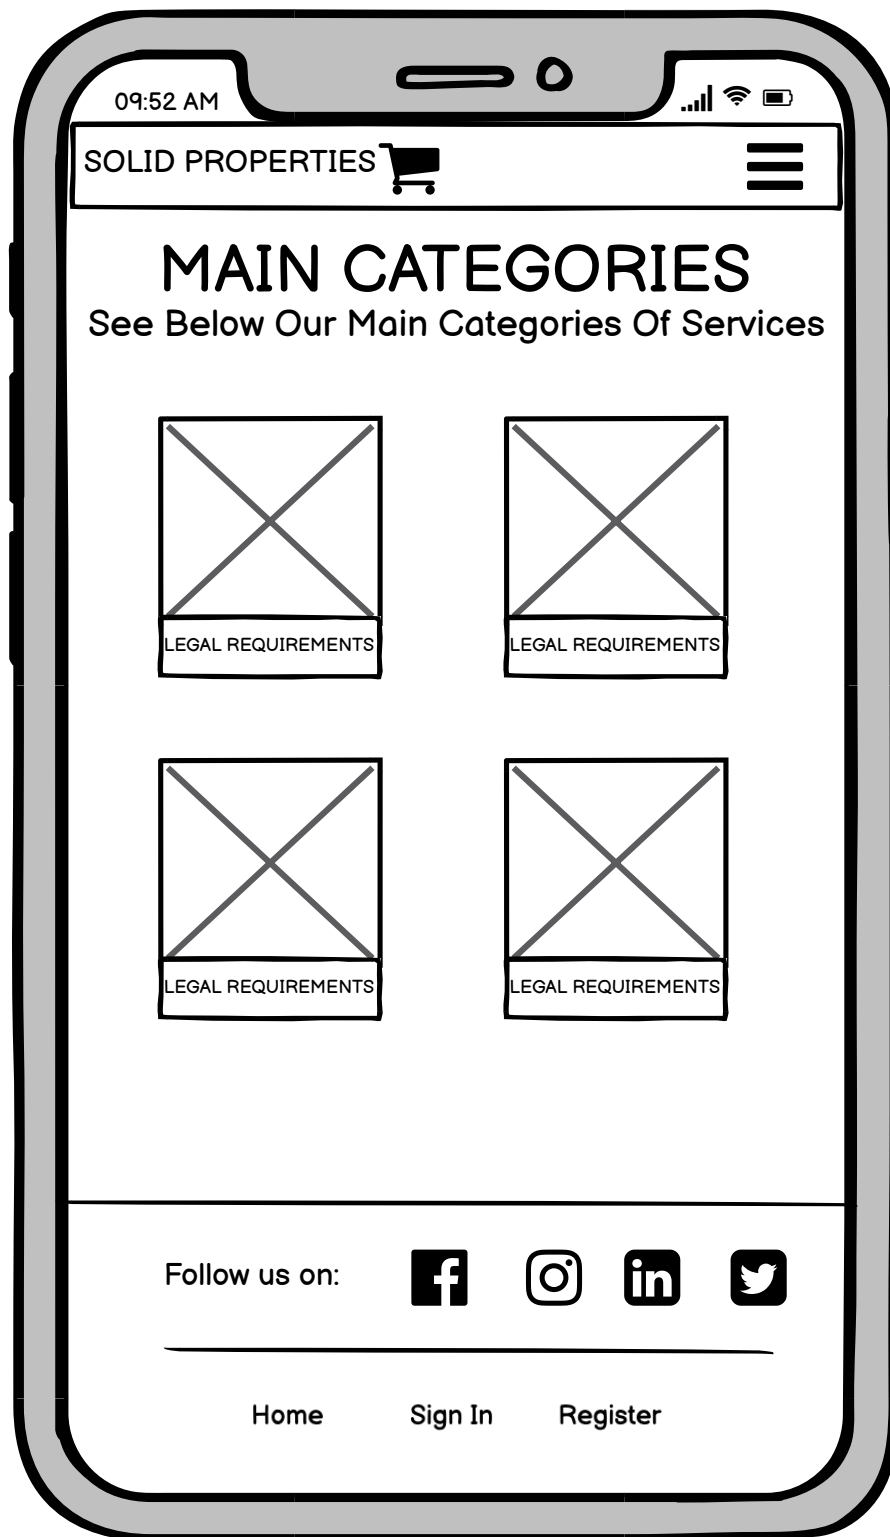 09:52 AM
SOLID PROPERTIES
MAIN CATEGORIES
See Below Our Main Categories Of Services
LEGAL REQUIREMENTS
LEGAL REQUIREMENTS
LEGAL REQUIREMENTS
LEGAL REQUIREMENTS
Follow us on:
Home
Sign In
Register